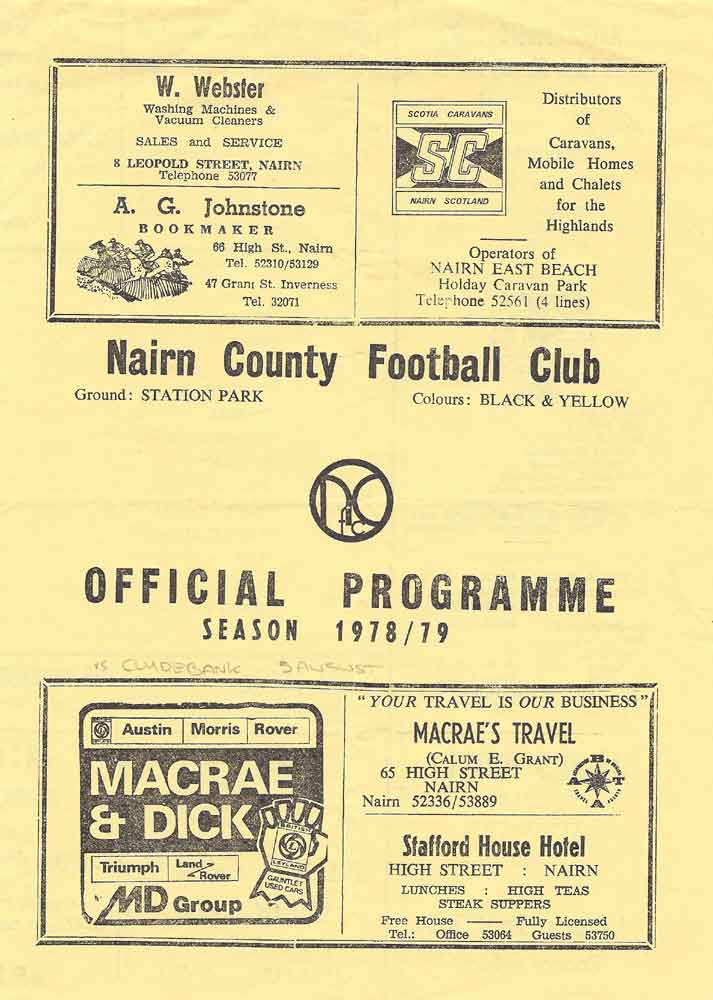 W. Webster
Washing Machines &
Vacuum Cleaners
SALES and SERVICE
8 LEOPOLD STREET, NAIRN
Telephone 53077
A. G. Johnstone
BOOKMAKER
66 High St., Nairn
Tel. 52310/53129
47 Grant St. Inverness
Tel. 32071
SCOTIA CARAVANS
SC
NAIRN SCOTLAND
Distributors
of
Caravans,
Mobile Homes
and Chalets
for the
Highlands
Operators of
NAIRN EAST BEACH
Holday Caravan Park
Telephone 52561 (4 lines)
Nairn County Football Club
Ground: STATION PARK
Colours: BLACK & YELLOW
OFFICIAL PROGRAMME
SEASON 1978/79
vs CLYDEBANK 5 AUGUST
Austin Morris Rover
MACRAE
& DICK
Triumph Land Rover
MD Group
BRITISH
LEYLAND
GAUNTLET
USED CARS
"YOUR TRAVEL IS OUR BUSINESS"
MACRAE'S TRAVEL
(CALUM E. GRANT)
65 HIGH STREET
NAIRN
Nairn 52336/53889
ABTA
Stafford House Hotel
HIGH STREET : NAIRN
LUNCHES : HIGH TEAS
STEAK SUPPERS
Free House —— Fully Licensed
Tel.: Office 53064 Guests 53750